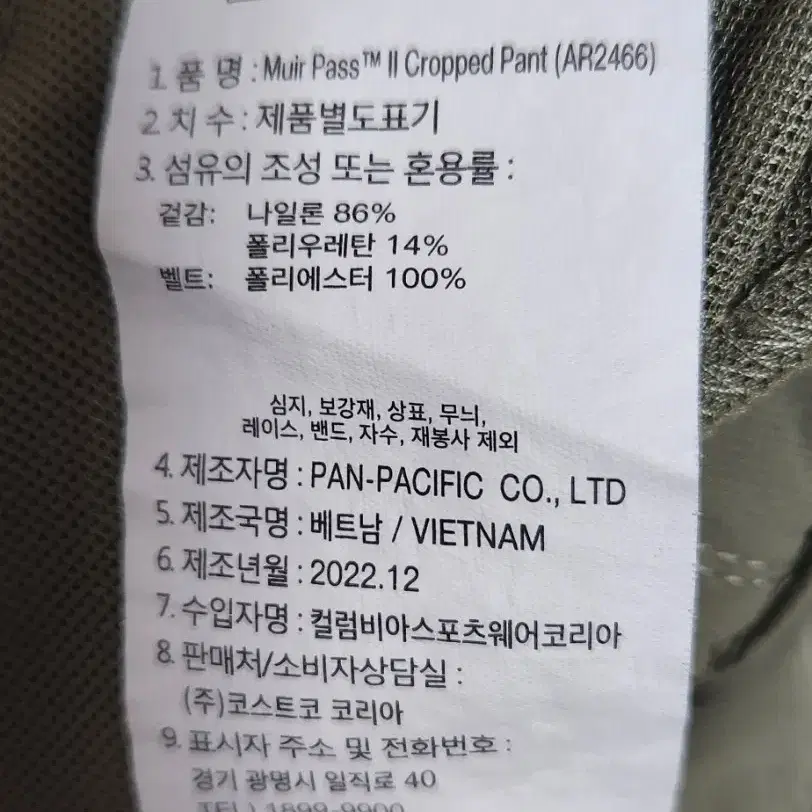 1. 품 명 : Muir Pass™ II Cropped Pant (AR2466)
2. 치 수 : 제품별도표기
3. 섬유의 조성 또는 혼용률 :
겉감: 나일론 86%
폴리우레탄 14%
벨트: 폴리에스터 100%
심지, 보강재, 상표, 무늬,
레이스, 밴드, 자수, 재봉사 제외
4. 제조자명 : PAN-PACIFIC CO., LTD
5. 제조국명 : 베트남 / VIETNAM
6. 제조년월 : 2022.12
7. 수입자명 : 컬럼비아스포츠웨어코리아
8. 판매처/소비자상담실 :
(주)코스트코 코리아
9. 표시자 주소 및 전화번호 :
경기 광명시 일직로 40
TEL) 1899-9900